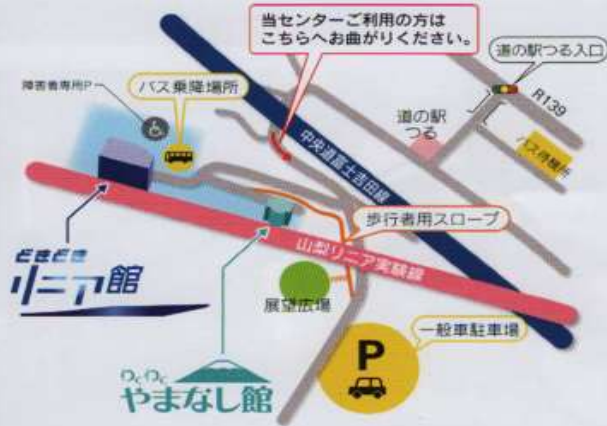 当センターご利用の方は
こちらへお曲がりください。
道の駅つる入口
障害者専用P
バス乗降場所
R139
道の駅
つる
バス待機所
中央道富士吉田線
歩行者用スロープ
山梨リニア実験線
どきどき
リニア館
展望広場
一般車駐車場
P
わくわく
やまなし館